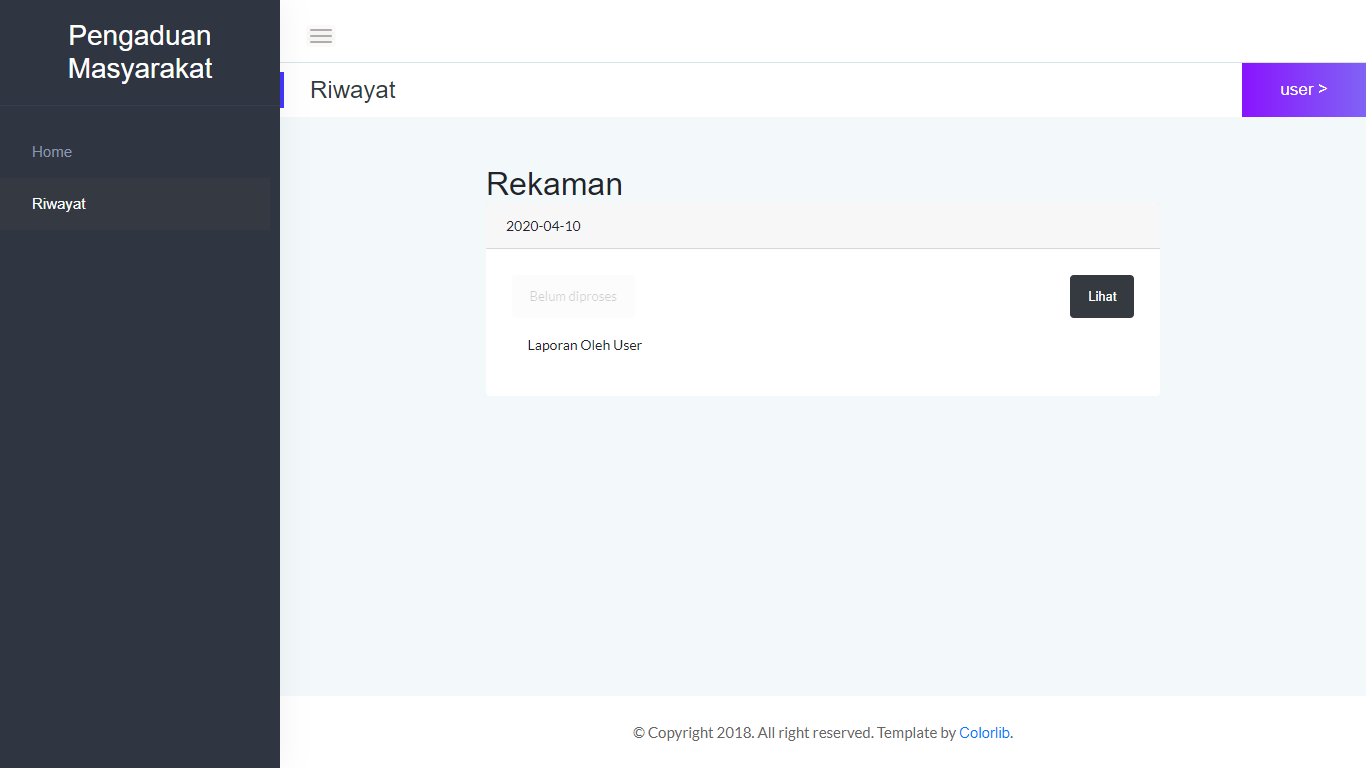 Pengaduan
Masyarakat
Home
Riwayat
Riwayat
user >
Rekaman
2020-04-10
Belum diproses
Lihat
Laporan Oleh User
© Copyright 2018. All right reserved. Template by Colorlib.